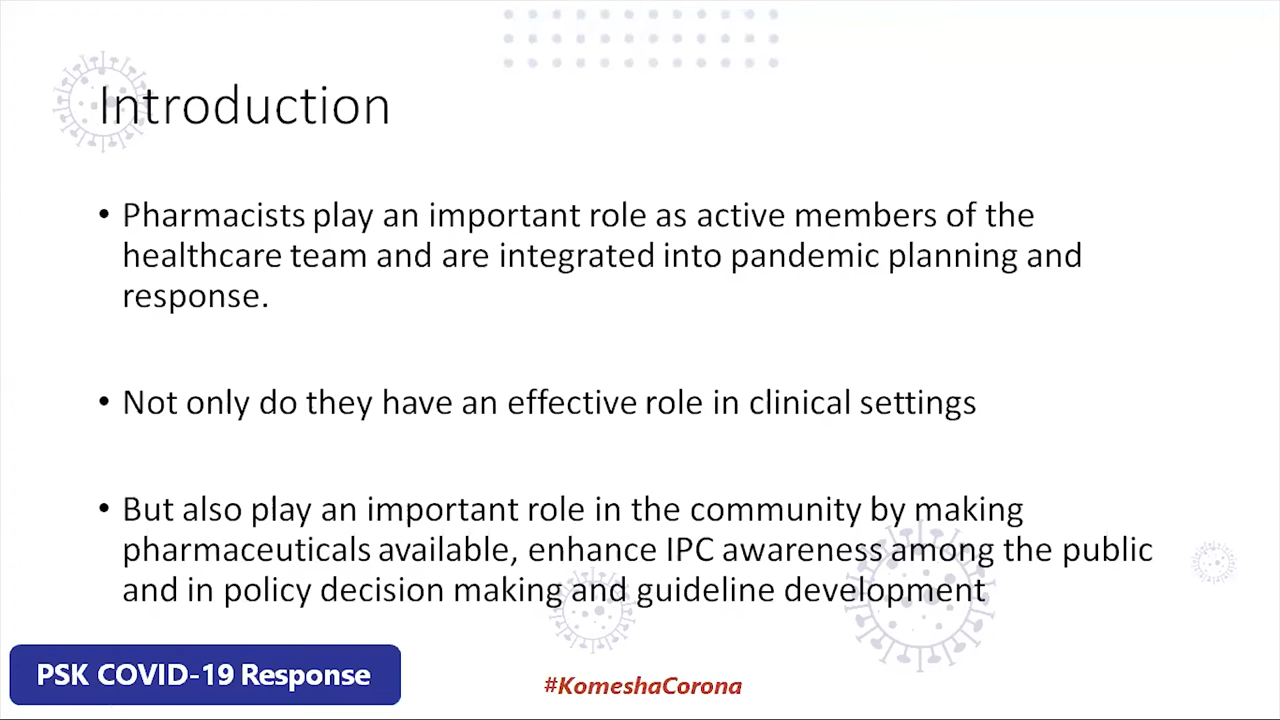 Introduction
• Pharmacists play an important role as active members of the
healthcare team and are integrated into pandemic planning and
response.
• Not only do they have an effective role in clinical settings
• But also play an important role in the community by making
pharmaceuticals available, enhance IPC awareness among the public
and in policy decision making and guideline development
PSK COVID-19 Response
#KomeshaCorona